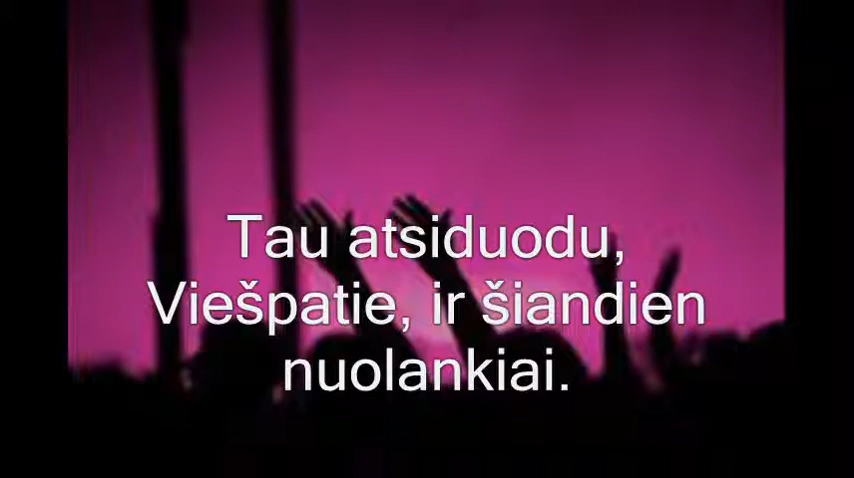 Tau atsiduodu,
Viešpatie, ir šiandien
nuolankiai.